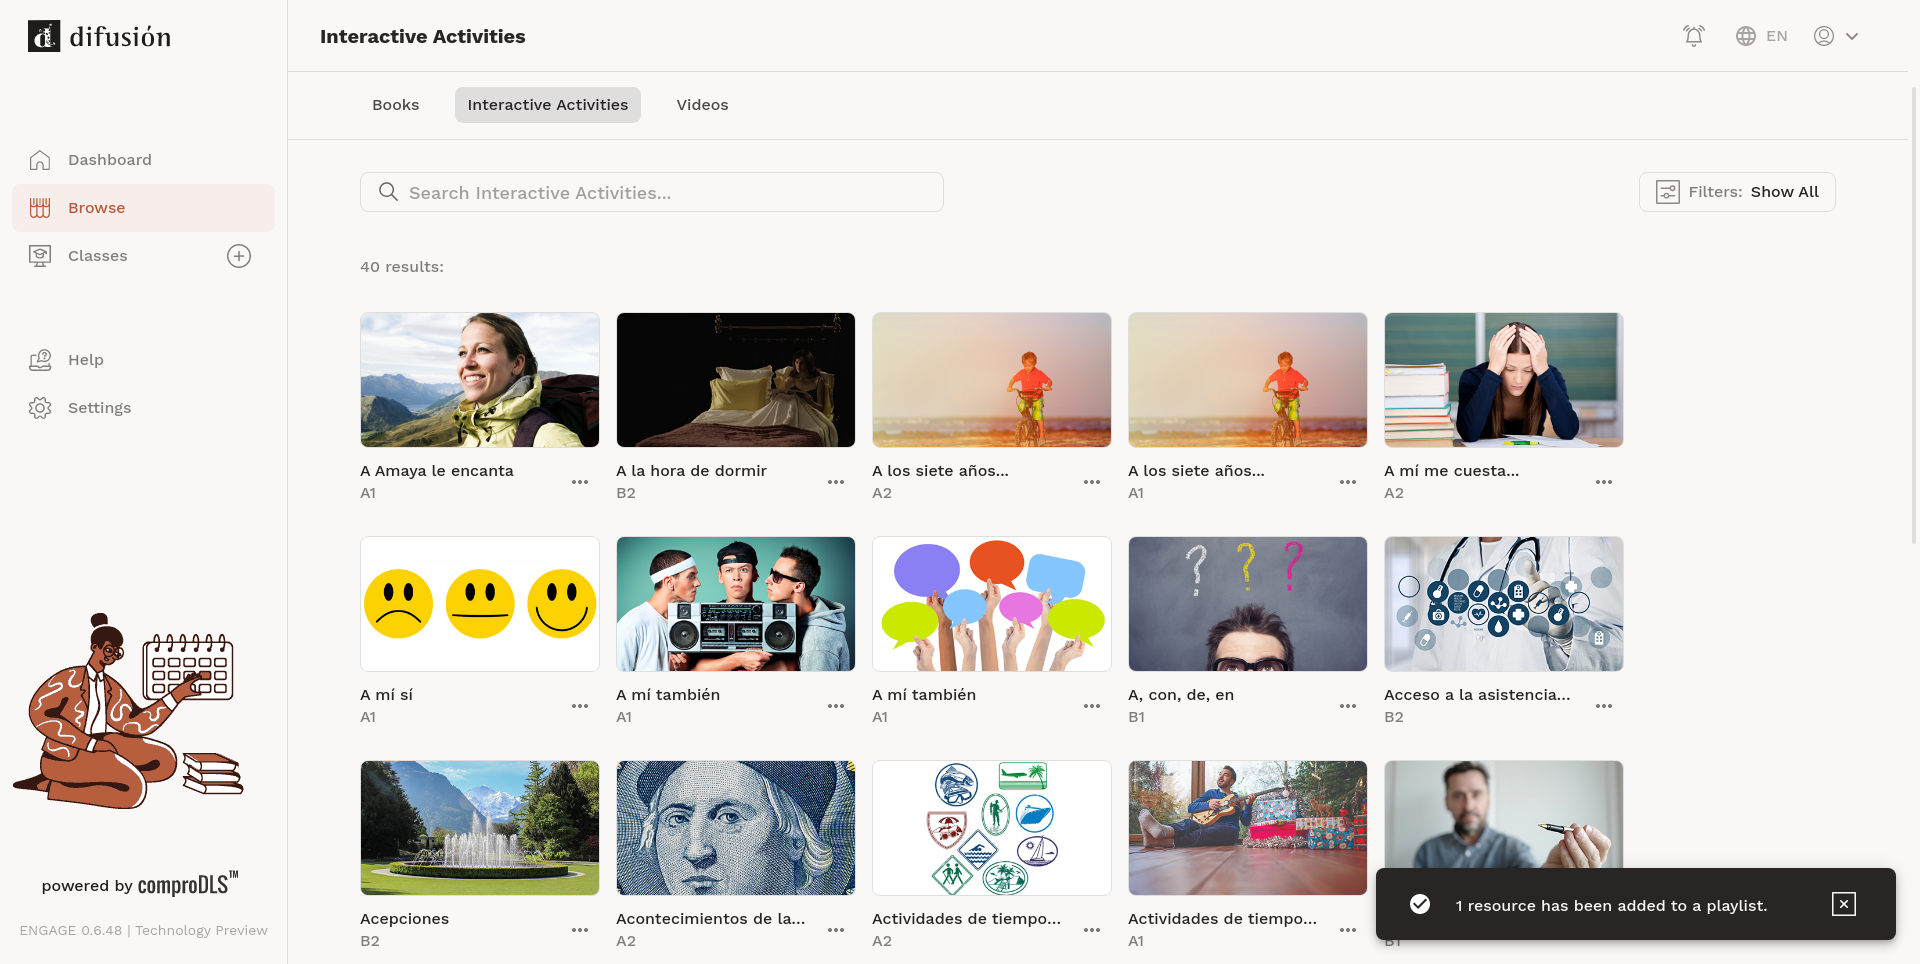 difusión
Interactive Activities
EN
Books
Interactive Activities
Videos
Dashboard
Browse
Classes
Help
Settings
Search Interactive Activities...
Filters: Show All
40 results:
A Amaya le encanta
A1
A la hora de dormir
B2
A los siete años...
A2
A los siete años...
A1
A mí me cuesta...
A2
A mí sí
A1
A mí también
A1
A mí también
A1
A, con, de, en
B1
Acceso a la asistencia...
B2
Acepciones
B2
Acontecimientos de la...
A2
Actividades de tiempo...
A2
Actividades de tiempo...
A1
B1
1 resource has been added to a playlist.
powered by comproDLS™
ENGAGE 0.6.48 | Technology Preview